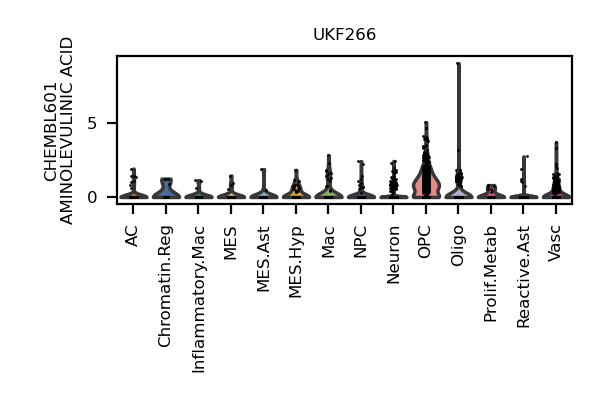 UKF266
CHEMBL601
AMINOLEVULINIC ACID
5
0
AC
Chromatin.Reg
Inflammatory.Mac
MES
MES.Ast
MES.Hyp
Mac
NPC
Neuron
OPC
Oligo
Prolif.Metab
Reactive.Ast
Vasc